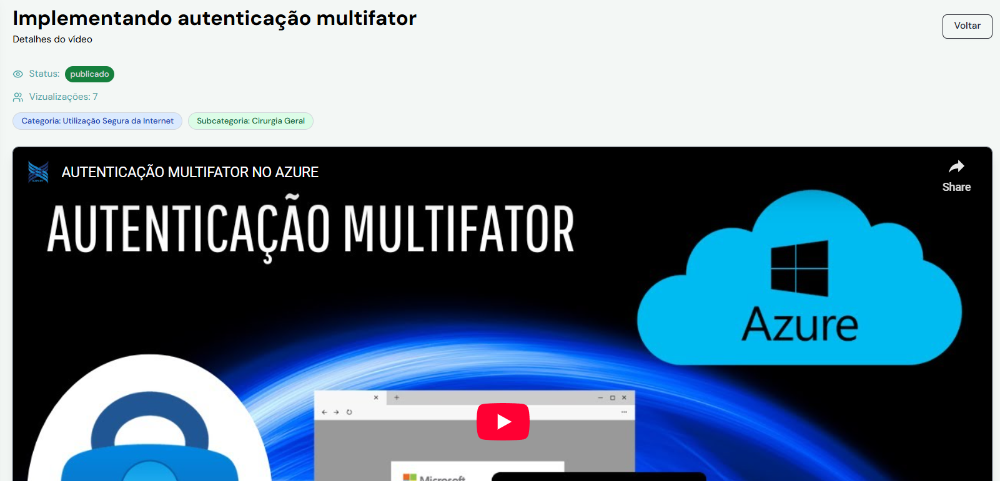 Implementando autenticação multifator
Voltar
Detalhes do vídeo
Status: publicado
Vizualizações: 7
Categoria: Utilização Segura da Internet
Subcategoria: Cirurgia Geral
AUTENTICAÇÃO MULTIFATOR NO AZURE
Share
AUTENTICAÇÃO MULTIFATOR
Azure
Microsoft